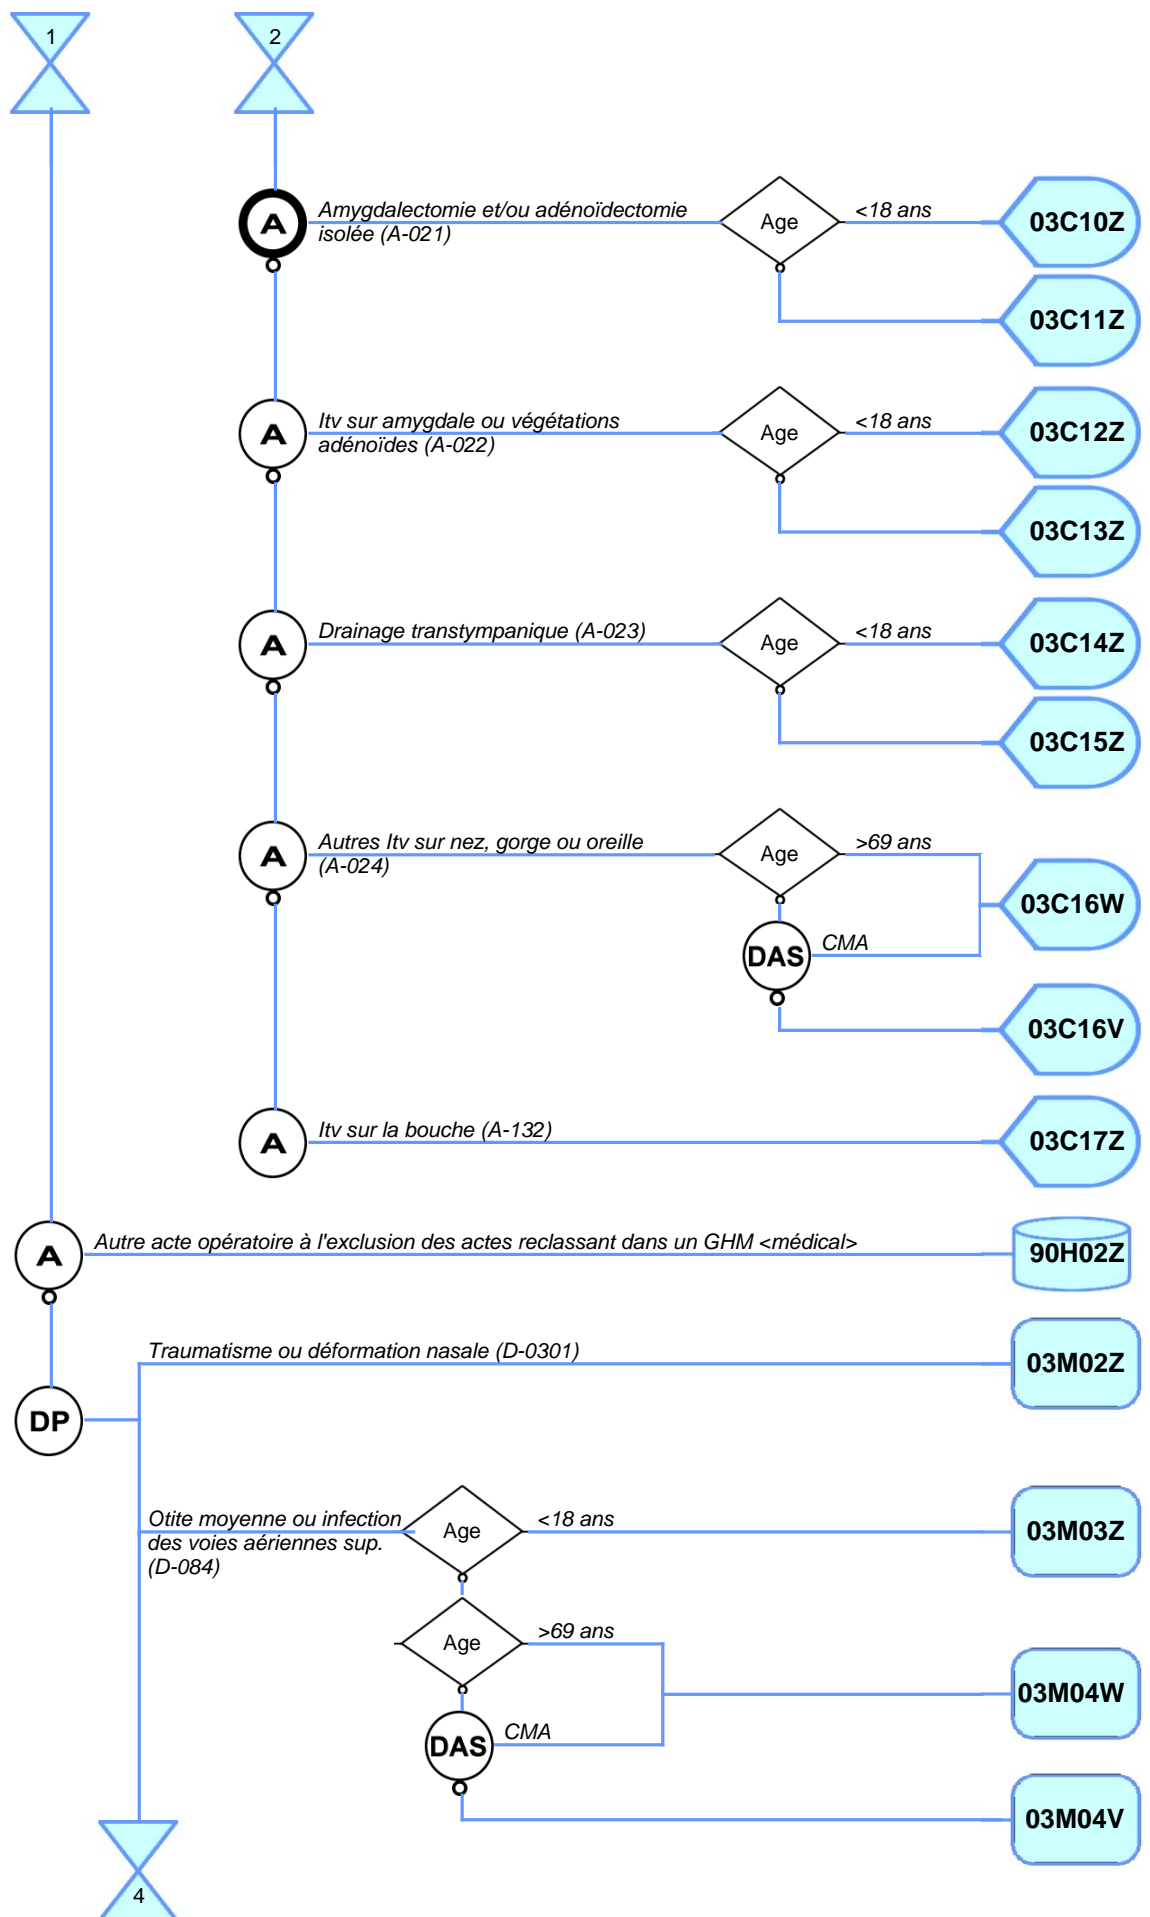 1
2
A
Amygdalectomie et/ou adénoïdectomie
isolée (A-021)
Age
<18 ans
03C10Z
03C11Z
A
Itv sur amygdale ou végétations
adénoïdes (A-022)
Age
<18 ans
03C12Z
03C13Z
A
Drainage transtympanique (A-023)
Age
<18 ans
03C14Z
03C15Z
A
Autres Itv sur nez, gorge ou oreille
(A-024)
Age
>69 ans
03C16W
DAS
CMA
03C16V
A
Itv sur la bouche (A-132)
03C17Z
A
Autre acte opératoire à l'exclusion des actes reclassant dans un GHM <médical>
90H02Z
Traumatisme ou déformation nasale (D-0301)
03M02Z
DP
Otite moyenne ou infection
des voies aériennes sup.
(D-084)
Age
<18 ans
03M03Z
Age
>69 ans
03M04W
DAS
CMA
03M04V
4